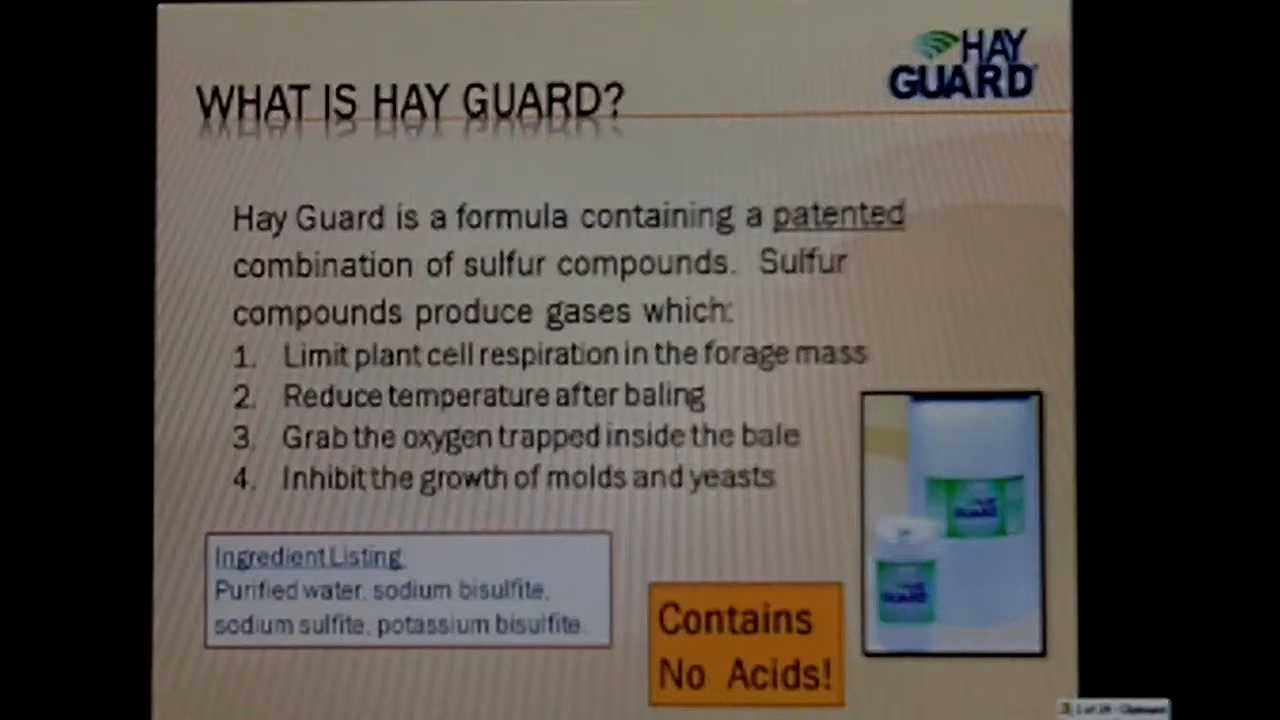 HAY
GUARD
WHAT IS HAY GUARD?
Hay Guard is a formula containing a patented
combination of sulfur compounds. Sulfur
compounds produce gases which:
1. Limit plant cell respiration in the forage mass
2. Reduce temperature after baling
3. Grab the oxygen trapped inside the bale
4. Inhibit the growth of molds and yeasts
Ingredient Listing
Purified water, sodium bisulfite,
sodium sulfite, potassium bisulfite.
Contains
No Acids!
GUARD
GUARD